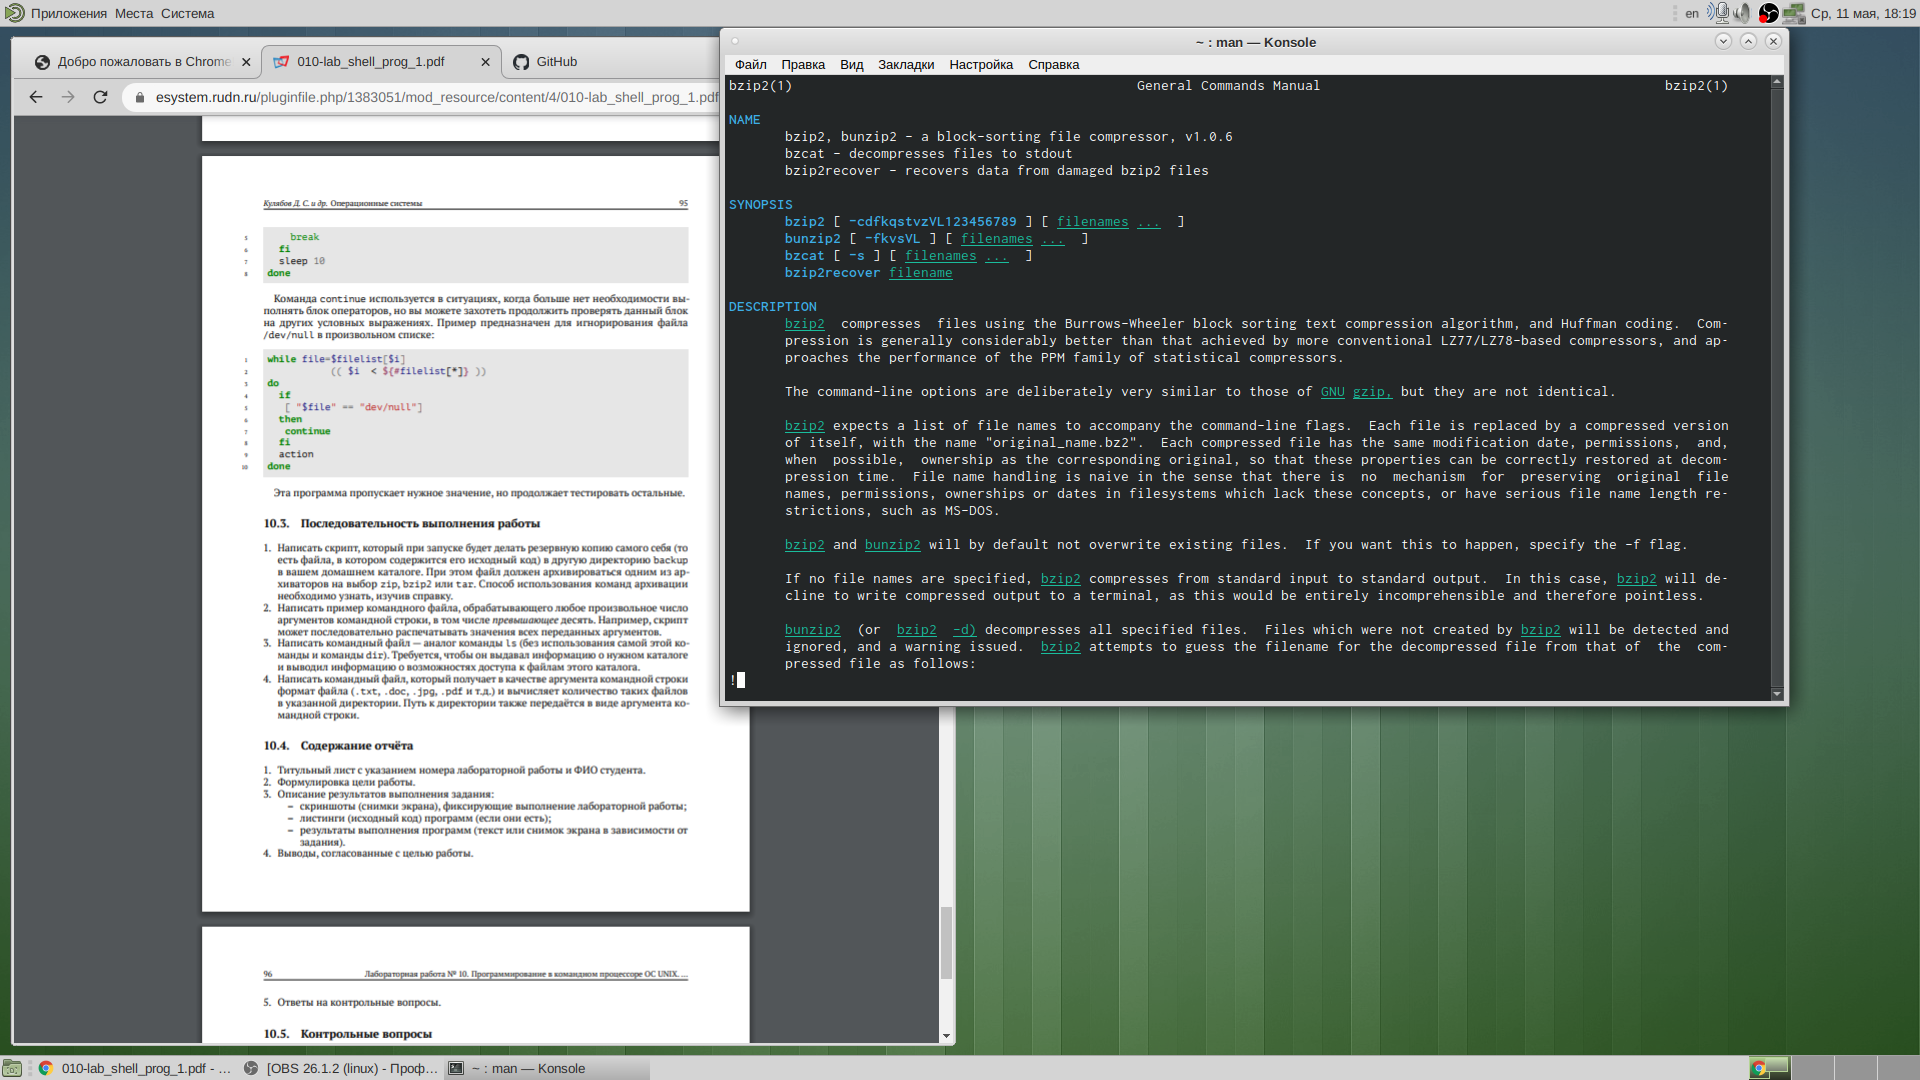 Приложения Места Система
en
Ср, 11 мая, 18:19
Добро пожаловать в Chrome
010-lab_shell_prog_1.pdf
GitHub
esystem.rudn.ru/pluginfile.php/1383051/mod_resource/content/4/010-lab_shell_prog_1.pdf
Кулябов Д. С. и др. Операционные системы 95
5 break
6 fi
7 sleep 10
8 done
Команда continue используется в ситуациях, когда больше нет необходимости вы-
полнять блок операторов, но вы можете захотеть продолжить проверять данный блок
на других условных выражениях. Пример предназначен для игнорирования файла
/dev/null в произвольном списке:
1 while file=$filelist[$i]
2 (( $i < ${#filelist[*]} ))
3 do
4 if
5 [ "$file" == "dev/null"]
6 then
7 continue
8 fi
9 action
10 done
Эта программа пропускает нужное значение, но продолжает тестировать остальные.
10.3. Последовательность выполнения работы
1. Написать скрипт, который при запуске будет делать резервную копию самого себя (то
есть файла, в котором содержится его исходный код) в другую директорию backup
в вашем домашнем каталоге. При этом файл должен архивироваться одним из ар-
хиваторов на выбор zip, bzip2 или tar. Способ использования команд архивации
необходимо узнать, изучив справку.
2. Написать пример командного файла, обрабатывающего любое произвольное число
аргументов командной строки, в том числе превышающее десять. Например, скрипт
может последовательно распечатывать значения всех переданных аргументов.
3. Написать командный файл — аналог команды ls (без использования самой этой ко-
манды и команды dir). Требуется, чтобы он выдавал информацию о нужном каталоге
и выводил информацию о возможностях доступа к файлам этого каталога.
4. Написать командный файл, который получает в качестве аргумента командной строки
формат файла (.txt, .doc, .jpg, .pdf и т.д.) и вычисляет количество таких файлов
в указанной директории. Путь к директории также передаётся в виде аргумента ко-
мандной строки.
10.4. Содержание отчёта
1. Титульный лист с указанием номера лабораторной работы и ФИО студента.
2. Формулировка цели работы.
3. Описание результатов выполнения задания:
– скриншоты (снимки экрана), фиксирующие выполнение лабораторной работы;
– листинги (исходный код) программ (если они есть);
– результаты выполнения программ (текст или снимок экрана в зависимости от
задания).
4. Выводы, согласованные с целью работы.
96 Лабораторная работа № 10. Программирование в командном процессоре ОС UNIX. ...
5. Ответы на контрольные вопросы.
10.5. Контрольные вопросы
~ : man — Konsole
Файл Правка Вид Закладки Настройка Справка
bzip2(1) General Commands Manual bzip2(1)
NAME
bzip2, bunzip2 - a block-sorting file compressor, v1.0.6
bzcat - decompresses files to stdout
bzip2recover - recovers data from damaged bzip2 files
SYNOPSIS
bzip2 [ -cdfkqstvzVL123456789 ] [ filenames ... ]
bunzip2 [ -fkvsVL ] [ filenames ... ]
bzcat [ -s ] [ filenames ... ]
bzip2recover filename
DESCRIPTION
bzip2 compresses files using the Burrows-Wheeler block sorting text compression algorithm, and Huffman coding. Com-
pression is generally considerably better than that achieved by more conventional LZ77/LZ78-based compressors, and ap-
proaches the performance of the PPM family of statistical compressors.
The command-line options are deliberately very similar to those of GNU gzip, but they are not identical.
bzip2 expects a list of file names to accompany the command-line flags. Each file is replaced by a compressed version
of itself, with the name "original_name.bz2". Each compressed file has the same modification date, permissions, and,
when possible, ownership as the corresponding original, so that these properties can be correctly restored at decom-
pression time. File name handling is naive in the sense that there is no mechanism for preserving original file
names, permissions, ownerships or dates in filesystems which lack these concepts, or have serious file name length re-
strictions, such as MS-DOS.
bzip2 and bunzip2 will by default not overwrite existing files. If you want this to happen, specify the -f flag.
If no file names are specified, bzip2 compresses from standard input to standard output. In this case, bzip2 will de-
cline to write compressed output to a terminal, as this would be entirely incomprehensible and therefore pointless.
bunzip2 (or bzip2 -d) decompresses all specified files. Files which were not created by bzip2 will be detected and
ignored, and a warning issued. bzip2 attempts to guess the filename for the decompressed file from that of the com-
pressed file as follows:
!
010-lab_shell_prog_1.pdf - ...
[OBS 26.1.2 (linux) - Проф...
~ : man — Konsole